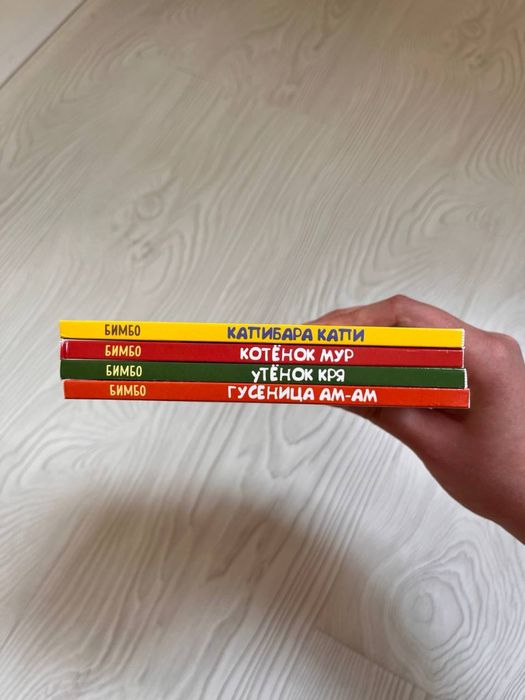 БИМБО КАПИБАРА КАПИ
БИМБО КОТЁНОК МУР
БИМБО УТЁНОК КРЯ
БИМБО ГУСЕНИЦА АМ-АМ